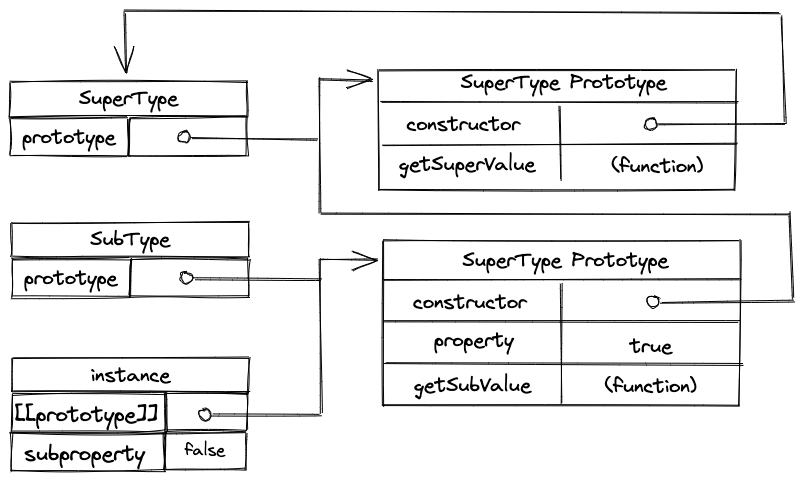 SuperType
prototype
SuperType Prototype
constructor
getSuperValue (function)
SubType
prototype
SuperType Prototype
constructor
property true
getSubValue (function)
instance
[[prototype]]
subproperty false